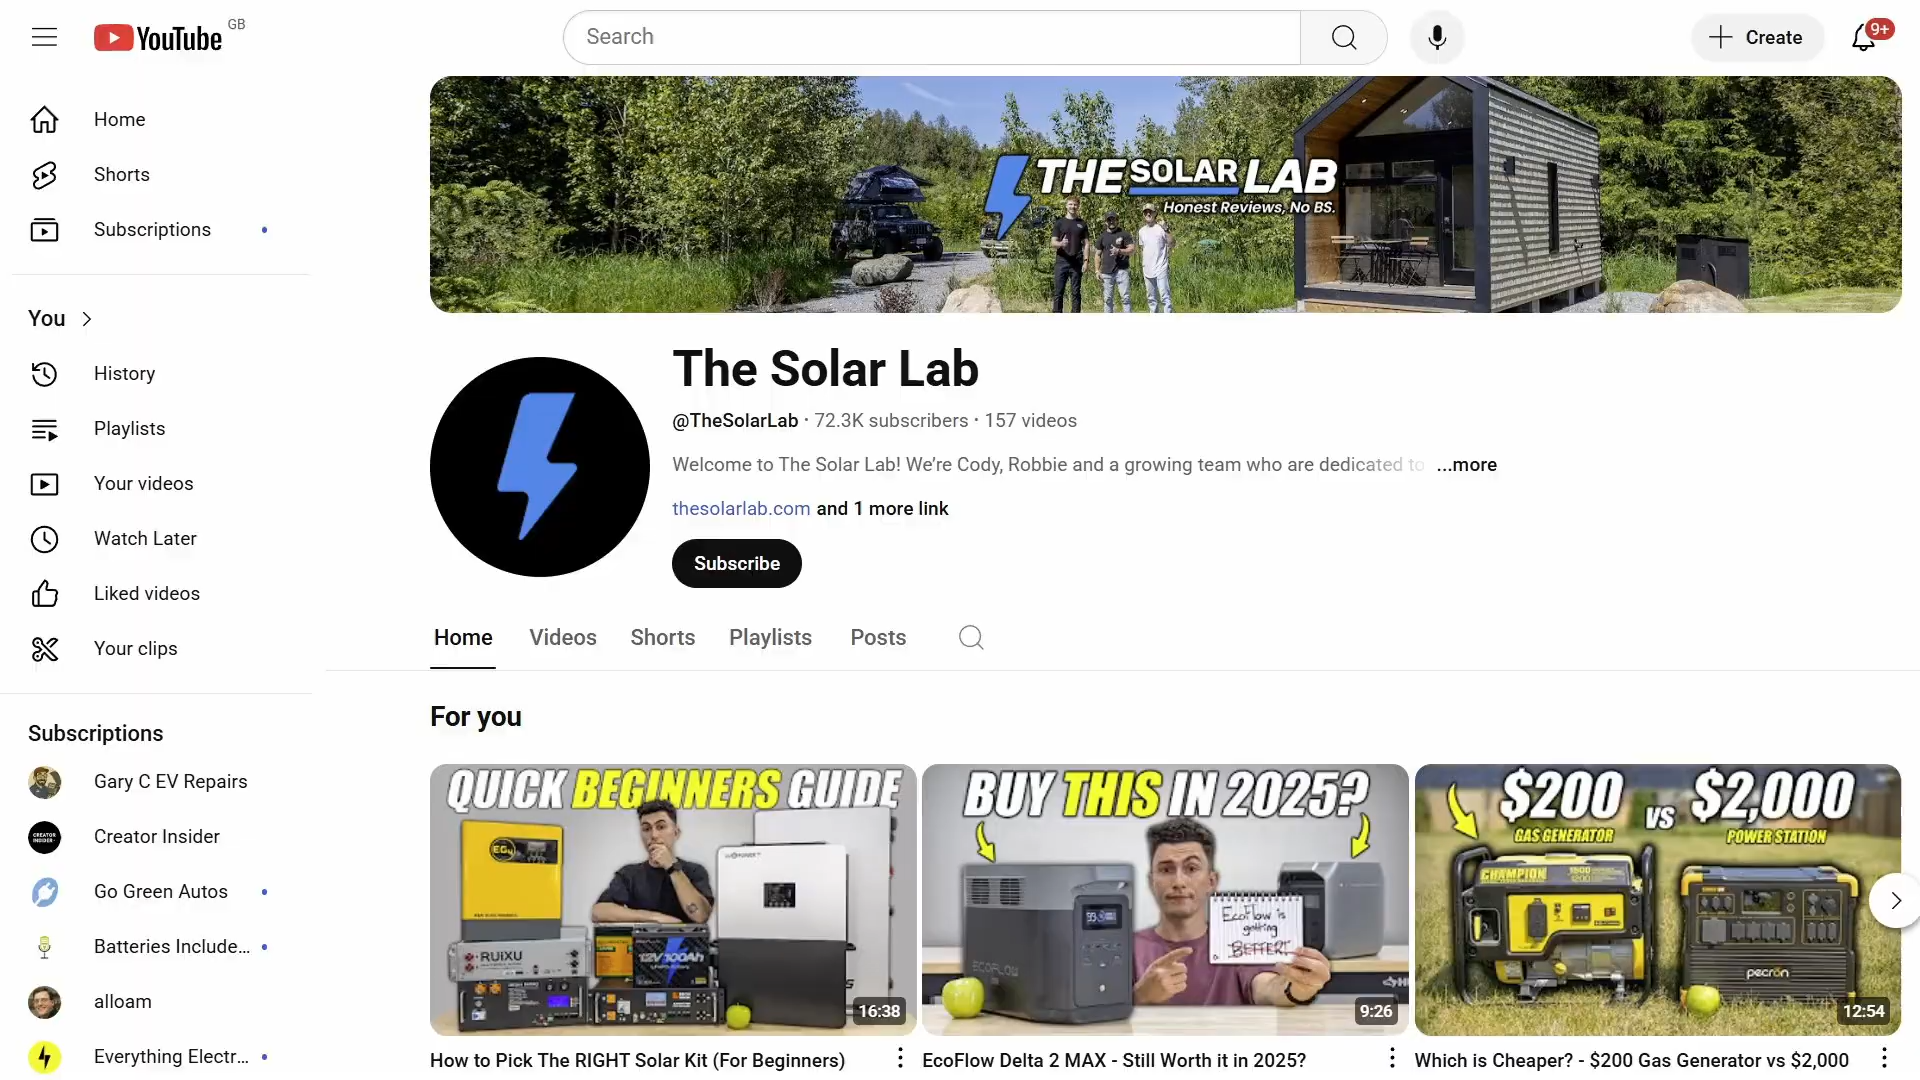 YouTube GB
Search
Create
9+
Home
Shorts
Subscriptions
You
History
Playlists
Your videos
Watch Later
Liked videos
Your clips
Subscriptions
Gary C EV Repairs
Creator Insider
Go Green Autos
Batteries Include...
alloam
Everything Electr...
THE SOLAR LAB
Honest Reviews, No BS.
The Solar Lab
@TheSolarLab · 72.3K subscribers · 157 videos
Welcome to The Solar Lab! We’re Cody, Robbie and a growing team who are dedicated to ...more
thesolarlab.com and 1 more link
Subscribe
Home Videos Shorts Playlists Posts
For you
QUICK BEGINNERS GUIDE
EG4
RUiXU
12V 100Ah
16:38
How to Pick The RIGHT Solar Kit (For Beginners)
BUY THIS IN 2025?
ECOFLOW
EcoFlow is
getting
BETTER!
9:26
EcoFlow Delta 2 MAX - Still Worth it in 2025?
$200 VS $2,000
GAS GENERATOR POWER STATION
CHAMPION
pecron
12:54
Which is Cheaper? - $200 Gas Generator vs $2,000